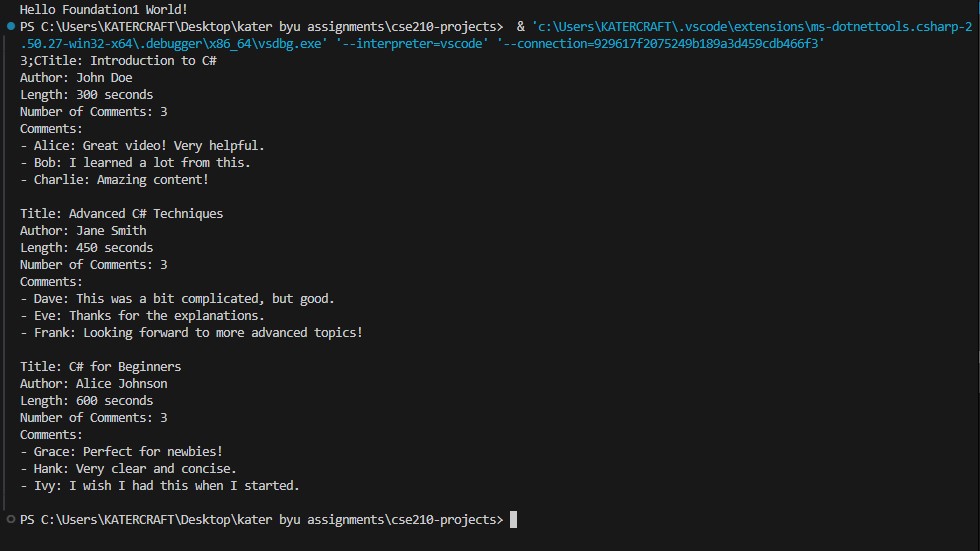 Hello Foundation1 World!
PS C:\Users\KATERCRAFT\Desktop\kater byu assignments\cse210-projects>  & 'c:\Users\KATERCRAFT\.vscode\extensions\ms-dotnettools.csharp-2
.50.27-win32-x64\.debugger\x86_64\vsdbg.exe' '--interpreter=vscode' '--connection=929617f2075249b189a3d459cdb466f3'
3;CTitle: Introduction to C#
Author: John Doe
Length: 300 seconds
Number of Comments: 3
Comments:
- Alice: Great video! Very helpful.
- Bob: I learned a lot from this.
- Charlie: Amazing content!

Title: Advanced C# Techniques
Author: Jane Smith
Length: 450 seconds
Number of Comments: 3
Comments:
- Dave: This was a bit complicated, but good.
- Eve: Thanks for the explanations.
- Frank: Looking forward to more advanced topics!

Title: C# for Beginners
Author: Alice Johnson
Length: 600 seconds
Number of Comments: 3
Comments:
- Grace: Perfect for newbies!
- Hank: Very clear and concise.
- Ivy: I wish I had this when I started.

PS C:\Users\KATERCRAFT\Desktop\kater byu assignments\cse210-projects>